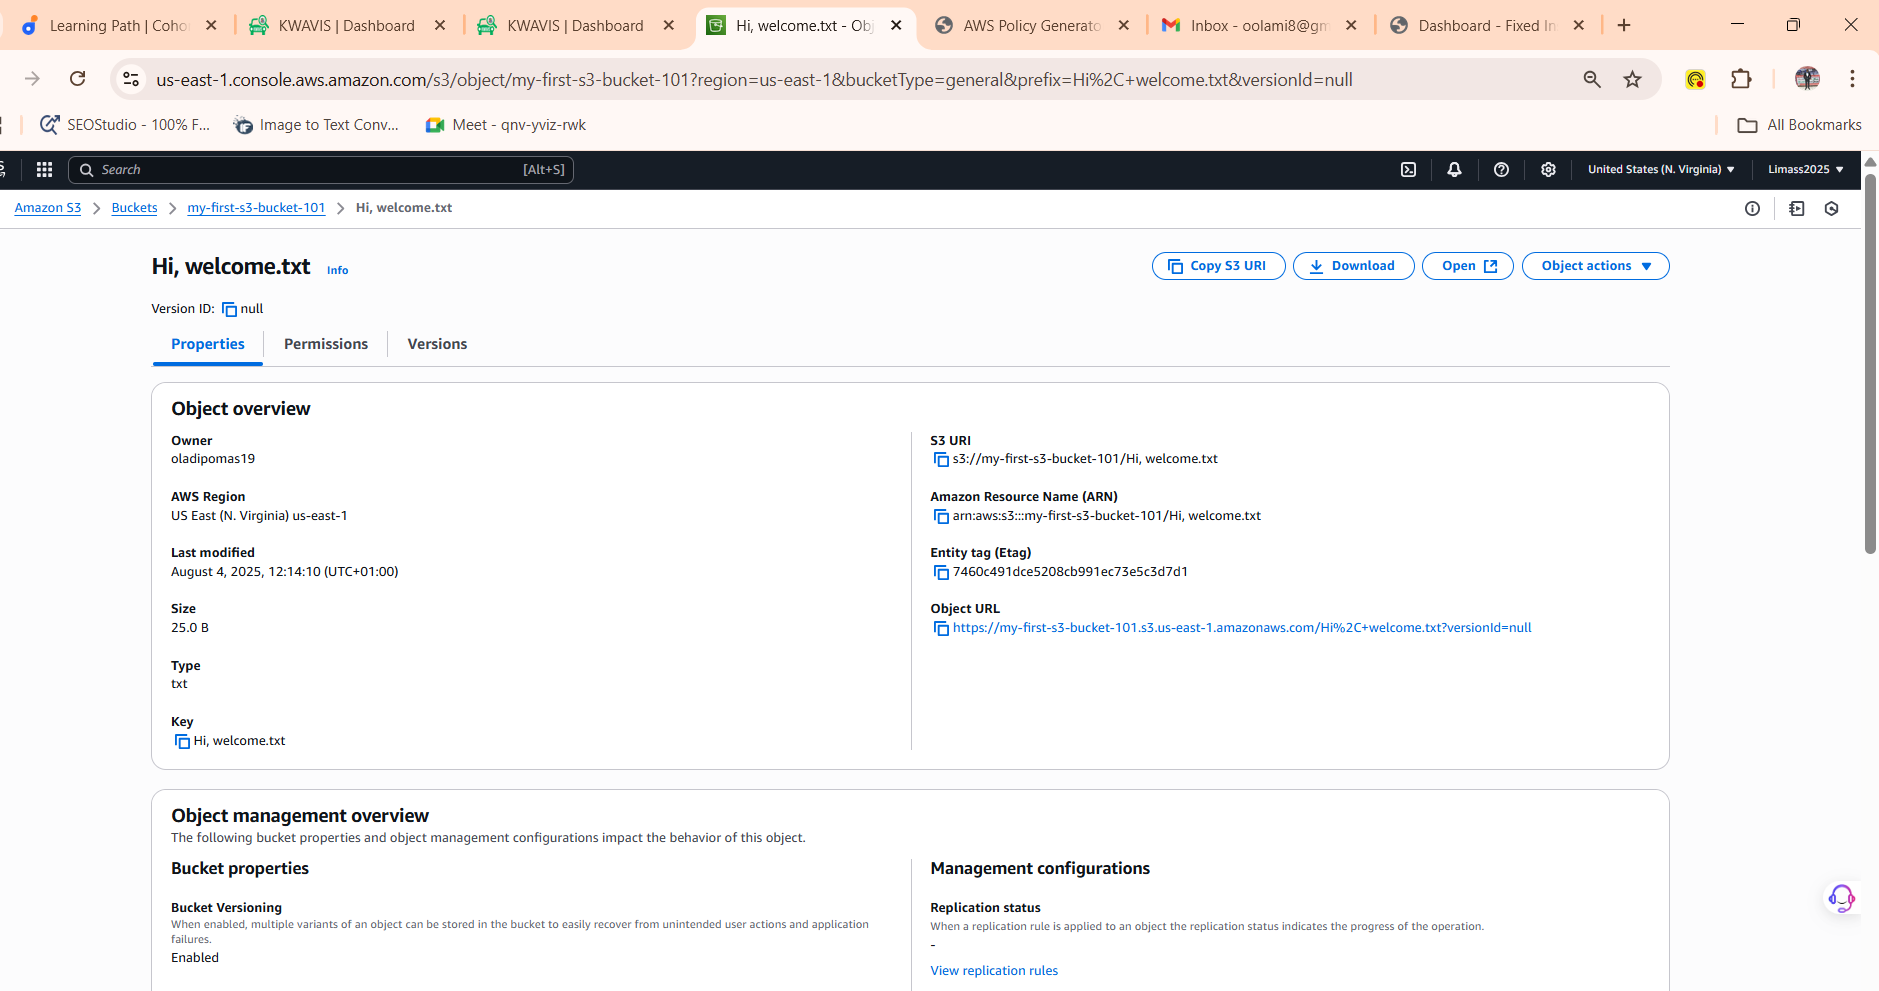 Learning Path | Coho
KWAVIS | Dashboard
KWAVIS | Dashboard
Hi, welcome.txt - Obj
AWS Policy Generato
Inbox - oolami8@gm
Dashboard - Fixed In
us-east-1.console.aws.amazon.com/s3/object/my-first-s3-bucket-101?region=us-east-1&bucketType=general&prefix=Hi%2C+welcome.txt&versionId=null
SEOStudio - 100% F...
Image to Text Conv...
Meet - qnv-yviz-rwk
All Bookmarks
Search
[Alt+S]
United States (N. Virginia)
Limass2025
Amazon S3
Buckets
my-first-s3-bucket-101
Hi, welcome.txt
Hi, welcome.txt
Info
Copy S3 URI
Download
Open
Object actions
Version ID: null
Properties
Permissions
Versions
Object overview
Owner
oladipomas19
AWS Region
US East (N. Virginia) us-east-1
Last modified
August 4, 2025, 12:14:10 (UTC+01:00)
Size
25.0 B
Type
txt
Key
Hi, welcome.txt
S3 URI
s3://my-first-s3-bucket-101/Hi, welcome.txt
Amazon Resource Name (ARN)
arn:aws:s3:::my-first-s3-bucket-101/Hi, welcome.txt
Entity tag (Etag)
7460c491dce5208cb991ec73e5c3d7d1
Object URL
https://my-first-s3-bucket-101.s3.us-east-1.amazonaws.com/Hi%2C+welcome.txt?versionId=null
Object management overview
The following bucket properties and object management configurations impact the behavior of this object.
Bucket properties
Bucket Versioning
When enabled, multiple variants of an object can be stored in the bucket to easily recover from unintended user actions and application
failures.
Enabled
Management configurations
Replication status
When a replication rule is applied to an object the replication status indicates the progress of the operation.
-
View replication rules